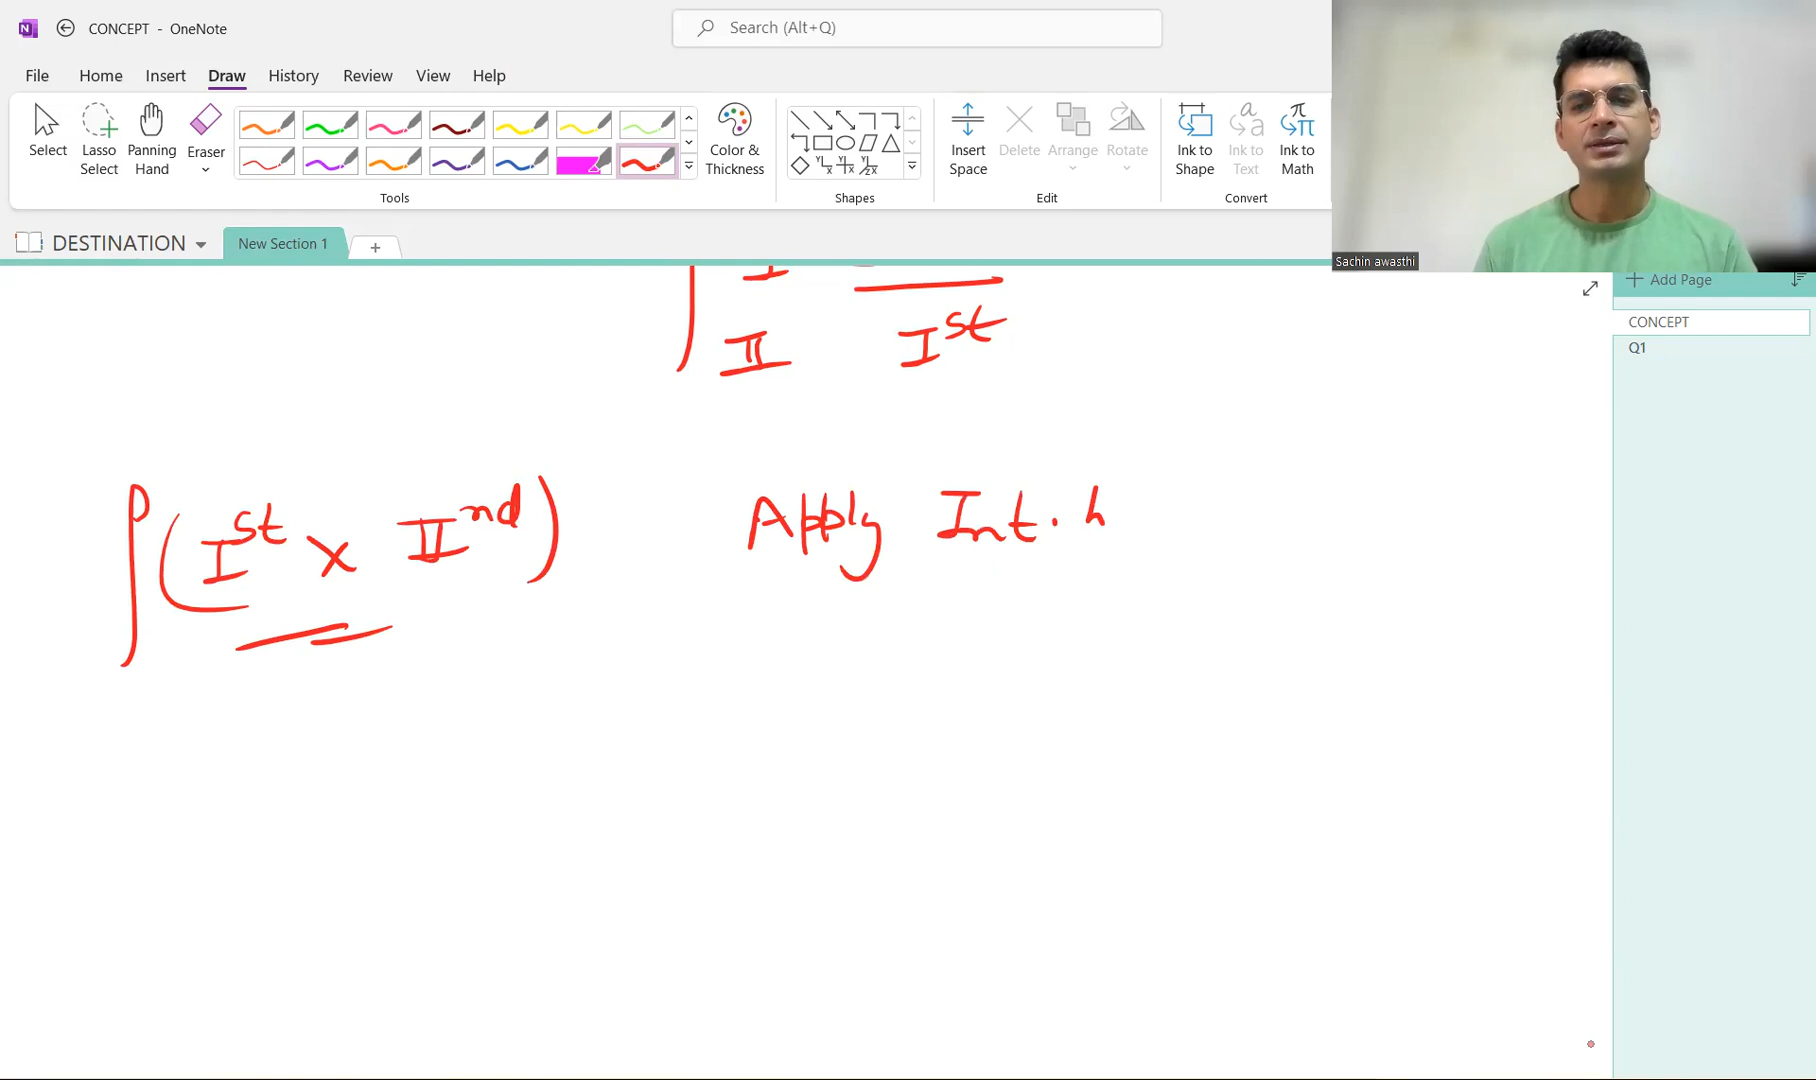 CONCEPT - OneNote
Search (Alt+Q)
File Home Insert Draw History Review View Help
Select
Lasso Select
Panning Hand
Eraser
Color & Thickness
Insert Space
Delete
Arrange
Rotate
Ink to Shape
Ink to Text
Ink to Math
Tools
Shapes
Edit
Convert
DESTINATION
New Section 1
Sachin awasthi
Add Page
CONCEPT
Q1
I
II Ist
∫(Ist × IInd) Apply Int.